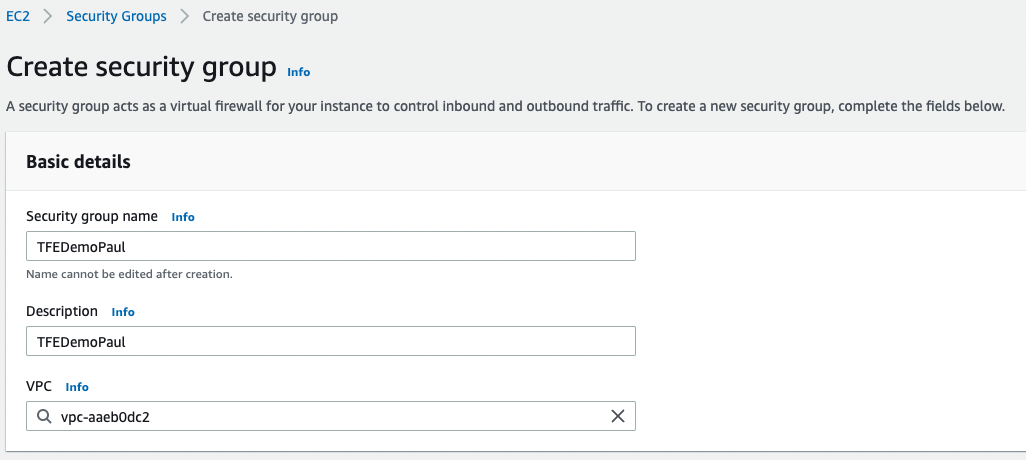 EC2 > Security Groups > Create security group
Create security group Info
A security group acts as a virtual firewall for your instance to control inbound and outbound traffic. To create a new security group, complete the fields below.
Basic details
Security group name Info
TFEDemoPaul
Name cannot be edited after creation.
Description Info
TFEDemoPaul
VPC Info
vpc-aaeb0dc2